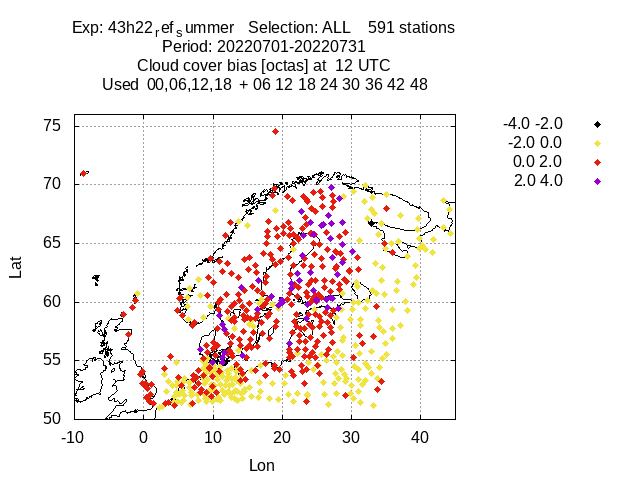 Exp: 43h22refsummer Selection: ALL 591 stations
Period: 20220701-20220731
Cloud cover bias [octas] at 12 UTC
Used 00,06,12,18 + 06 12 18 24 30 36 42 48
-4.0 -2.0
-2.0 0.0
0.0 2.0
2.0 4.0
75
70
65
60
55
50
Lat
-10 0 10 20 30 40
Lon